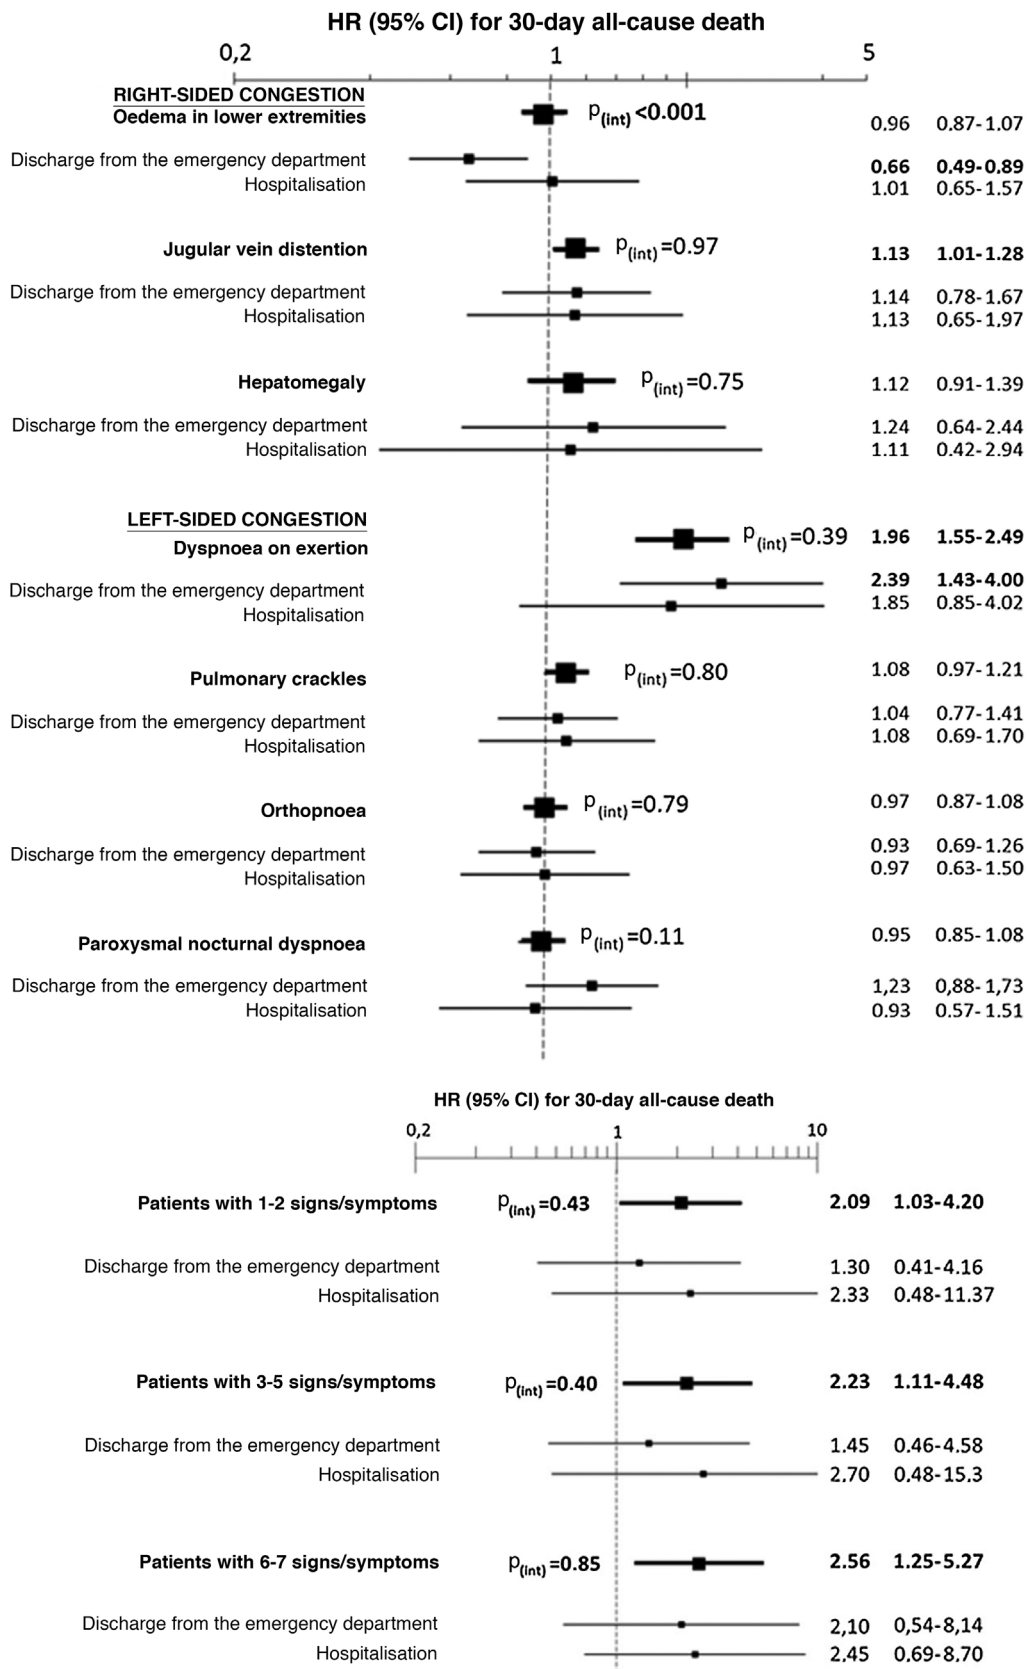 HR (95% CI) for 30-day all-cause death
0,2 1 5
RIGHT-SIDED CONGESTION
Oedema in lower extremities p(int) <0.001 0.96 0.87-1.07
Discharge from the emergency department 0.66 0.49-0.89
Hospitalisation 1.01 0.65-1.57
Jugular vein distention p(int) =0.97 1.13 1.01-1.28
Discharge from the emergency department 1.14 0.78-1.67
Hospitalisation 1,13 0.65-1,97
Hepatomegaly p(int) =0.75 1.12 0.91-1.39
Discharge from the emergency department 1.24 0.64-2.44
Hospitalisation 1.11 0.42-2.94
LEFT-SIDED CONGESTION
Dyspnoea on exertion p(int) =0.39 1.96 1.55-2.49
Discharge from the emergency department 2.39 1.43-4.00
Hospitalisation 1.85 0.85-4.02
Pulmonary crackles p(int) =0.80 1.08 0.97-1.21
Discharge from the emergency department 1.04 0.77-1.41
Hospitalisation 1.08 0.69-1.70
Orthopnoea p(int) =0.79 0.97 0.87-1.08
Discharge from the emergency department 0.93 0.69-1.26
Hospitalisation 0.97 0.63-1.50
Paroxysmal nocturnal dyspnoea p(int) =0.11 0.95 0.85-1.08
Discharge from the emergency department 1,23 0,88-1,73
Hospitalisation 0.93 0.57-1.51
HR (95% CI) for 30-day all-cause death
0,2 1 10
Patients with 1-2 signs/symptoms p(int) =0.43 2.09 1.03-4.20
Discharge from the emergency department 1.30 0.41-4.16
Hospitalisation 2.33 0.48-11.37
Patients with 3-5 signs/symptoms p(int) =0.40 2.23 1.11-4.48
Discharge from the emergency department 1.45 0.46-4.58
Hospitalisation 2.70 0.48-15.3
Patients with 6-7 signs/symptoms p(int) =0.85 2.56 1.25-5.27
Discharge from the emergency department 2,10 0,54-8,14
Hospitalisation 2.45 0.69-8.70